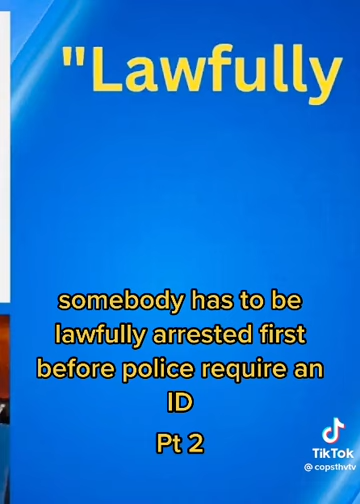 "Lawfully
somebody has to be
lawfully arrested first
before police require an
ID
Pt 2
TikTok
@ copsthvtv